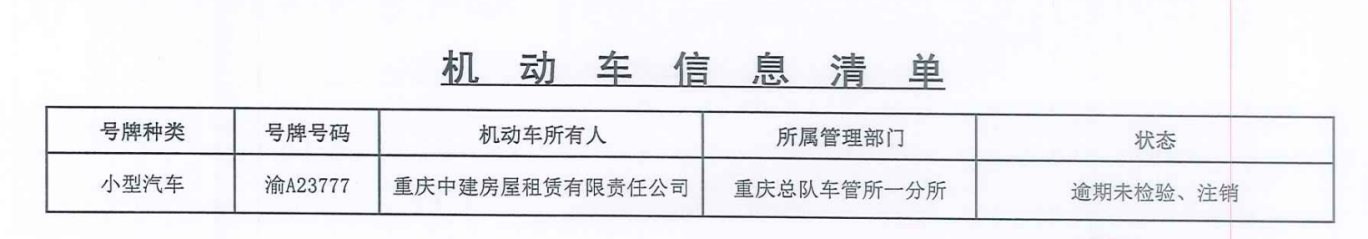 机动车信息清单
号牌种类 号牌号码 机动车所有人 所属管理部门 状态
小型汽车 渝A23777 重庆中建房屋租赁有限责任公司 重庆总队车管所一分所 逾期未检验、注销